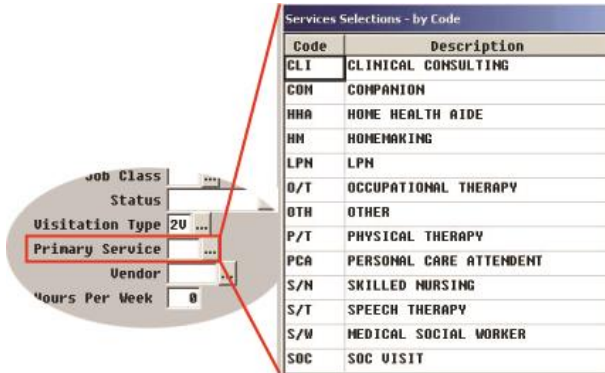 Services Selections - by Code
Code Description
CLI CLINICAL CONSULTING
COM COMPANION
HHA HOME HEALTH AIDE
HM HOMEMAKING
LPN LPN
O/T OCCUPATIONAL THERAPY
OTH OTHER
P/T PHYSICAL THERAPY
PCA PERSONAL CARE ATTENDENT
S/N SKILLED NURSING
S/T SPEECH THERAPY
S/W MEDICAL SOCIAL WORKER
SOC SOC VISIT
Job Class ...
Status
Visitation Type 2V ...
Primary Service ...
Vendor ...
Hours Per Week 0